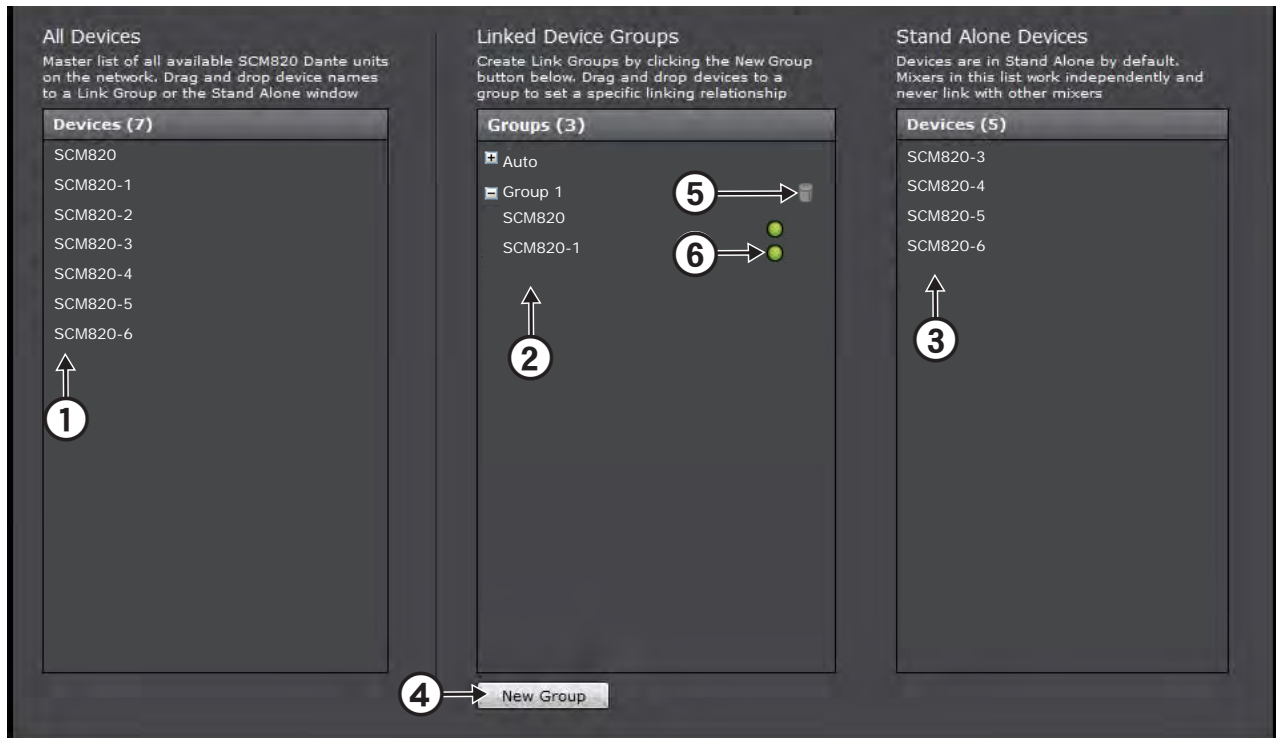 All Devices
Master list of all available SCM820 Dante units
on the network. Drag and drop device names
to a Link Group or the Stand Alone window
Devices (7)
SCM820
SCM820-1
SCM820-2
SCM820-3
SCM820-4
SCM820-5
SCM820-6
1
Linked Device Groups
Create Link Groups by clicking the New Group
button below. Drag and drop devices to a
group to set a specific linking relationship
Groups (3)
Auto
Group 1
5
SCM820
SCM820-1
6
2
4
New Group
Stand Alone Devices
Devices are in Stand Alone by default.
Mixers in this list work independently and
never link with other mixers
Devices (5)
SCM820-3
SCM820-4
SCM820-5
SCM820-6
3